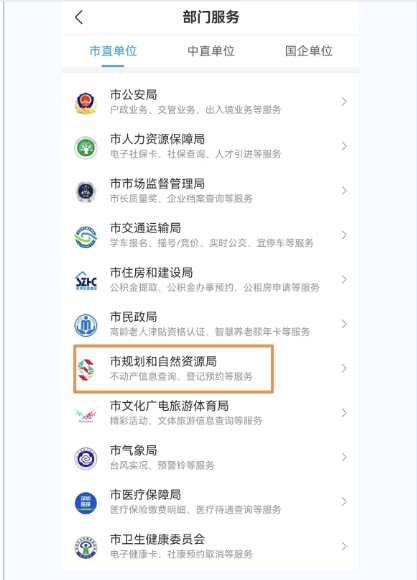 部门服务
市直单位 中直单位 国企单位
市公安局
户政业务、交管业务、出入境业务等服务
市人力资源保障局
电子社保卡、社保查询、人才引进等服务
市市场监督管理局
市长质量奖、企业档案查询等服务
市交通运输局
学车报名、摇号/竞价、实时公交、宜停车等服务
市住房和建设局
公积金提取、公积金办事预约、公租房申请等服务
市民政局
高龄老人津贴资格认证、智慧养老颐年卡等服务
市规划和自然资源局
不动产信息查询、登记预约等服务
市文化广电旅游体育局
精彩活动、文体旅游信息查询等服务
市气象局
台风实况、预警铃等服务
市医疗保障局
医疗保险缴费明细、医疗待遇查询等服务
市卫生健康委员会
电子健康卡、社康预约取消等服务